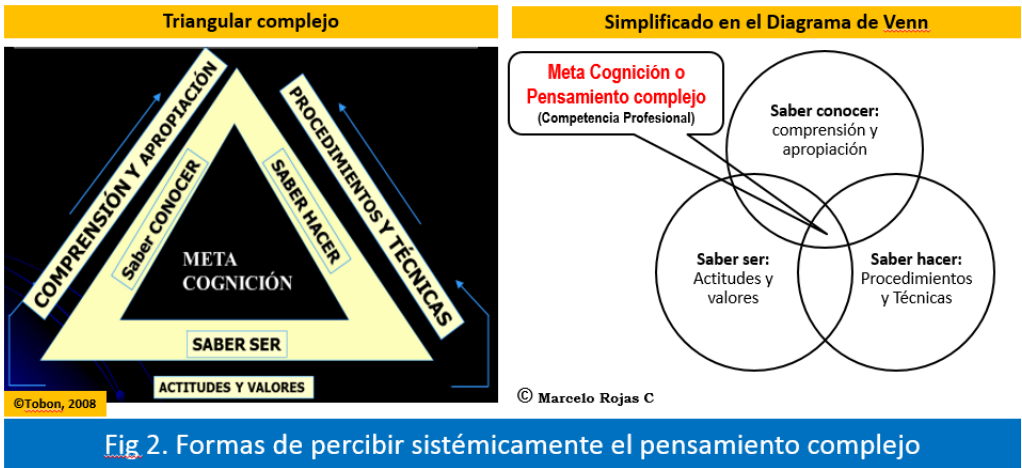 Triangular complejo
COMPRENSIÓN Y APROPIACIÓN
Saber CONOCER
PROCEDIMIENTOS Y TÉCNICAS
SABER HACER
META
COGNICIÓN
SABER SER
ACTITUDES Y VALORES
©Tobon, 2008
Simplificado en el Diagrama de Venn
Meta Cognición o
Pensamiento complejo
(Competencia Profesional)
Saber conocer:
comprensión y
apropiación
Saber ser:
Actitudes y
valores
Saber hacer:
Procedimientos
y Técnicas
© Marcelo Rojas C
Fig 2. Formas de percibir sistémicamente el pensamiento complejo